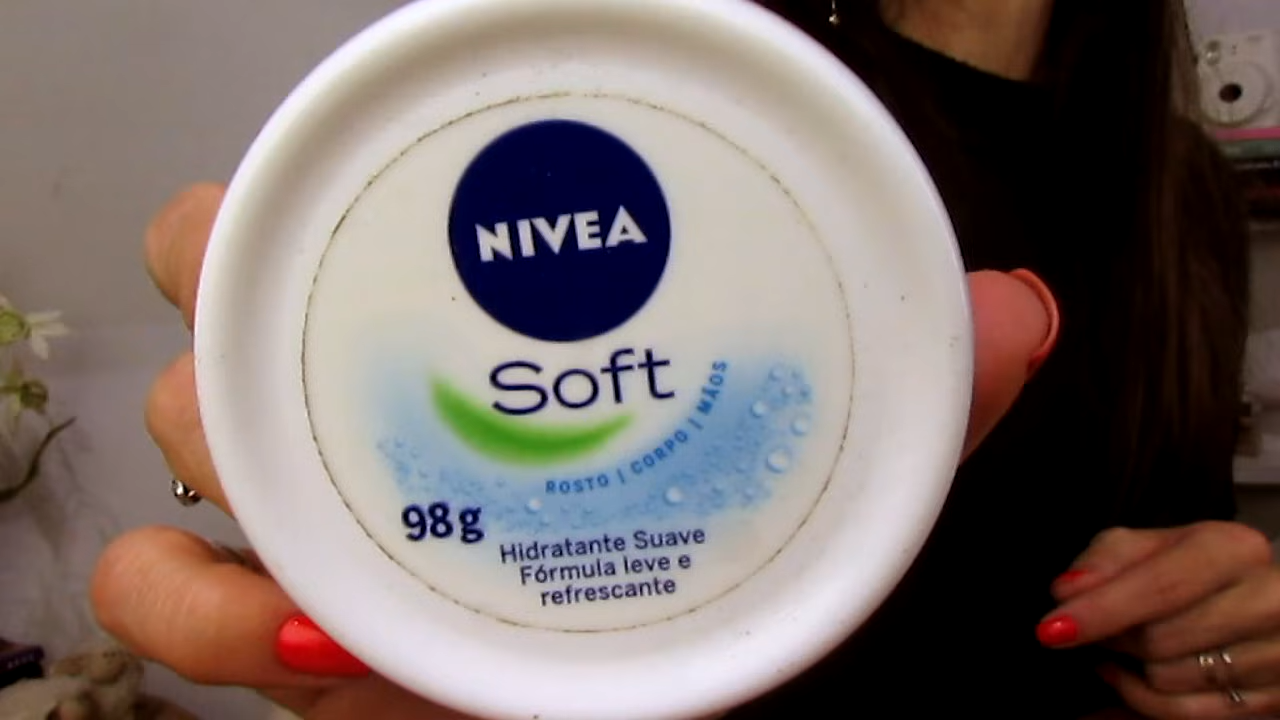 NIVEA
Soft
ROSTO | CORPO | MÃOS
98g
Hidratante Suave
Fórmula leve e
refrescante